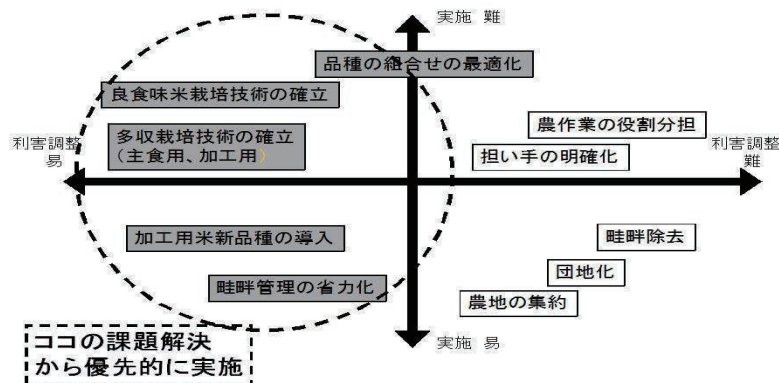 実施 難
品種の組合せの最適化
良食味米栽培技術の確立
農作業の役割分担
利害調整
易
多収栽培技術の確立
(主食用、加工用)
担い手の明確化
利害調整
難
加工用米新品種の導入
畦畔除去
団地化
畦畔管理の省力化
農地の集約
ココの課題解決
から優先的に実施
実施 易